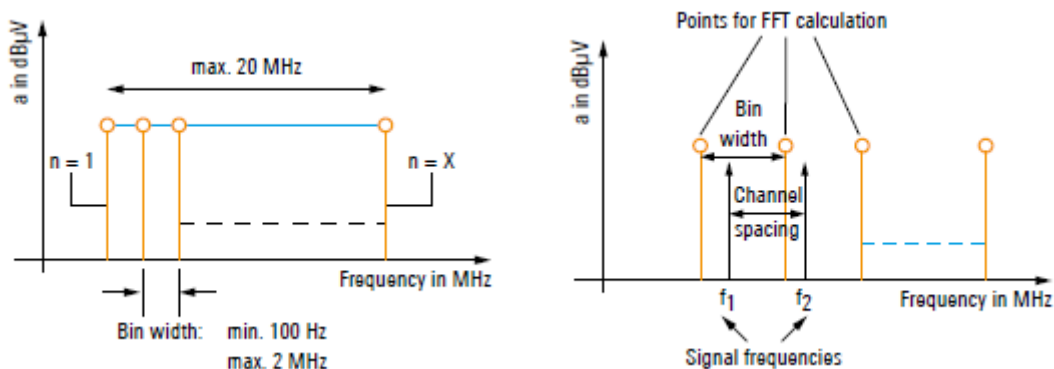 a in dBµV
max. 20 MHz
n = 1
n = X
Frequency in MHz
Bin width: min. 100 Hz
max. 2 MHz
Points for FFT calculation
a in dBµV
Bin
width
Channel
spacing
f1
f2
Frequency in MHz
Signal frequencies